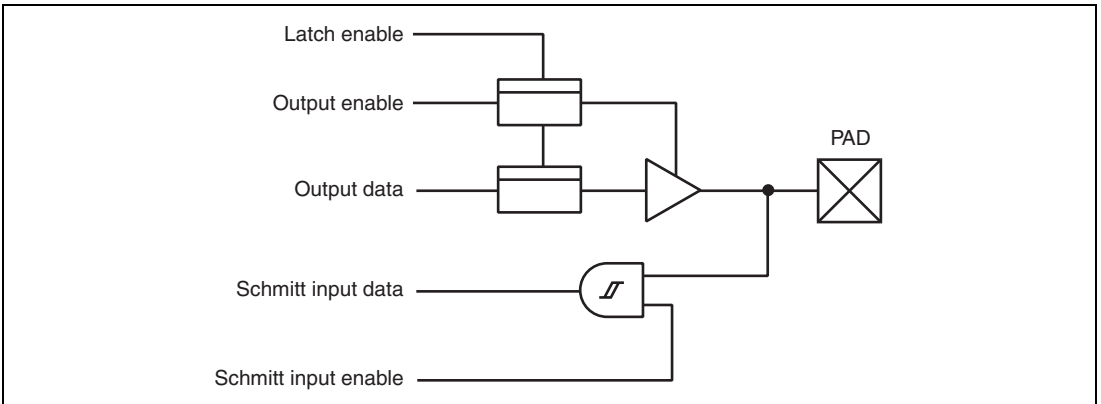 Latch enable
Output enable
PAD
Output data
Schmitt input data
Schmitt input enable